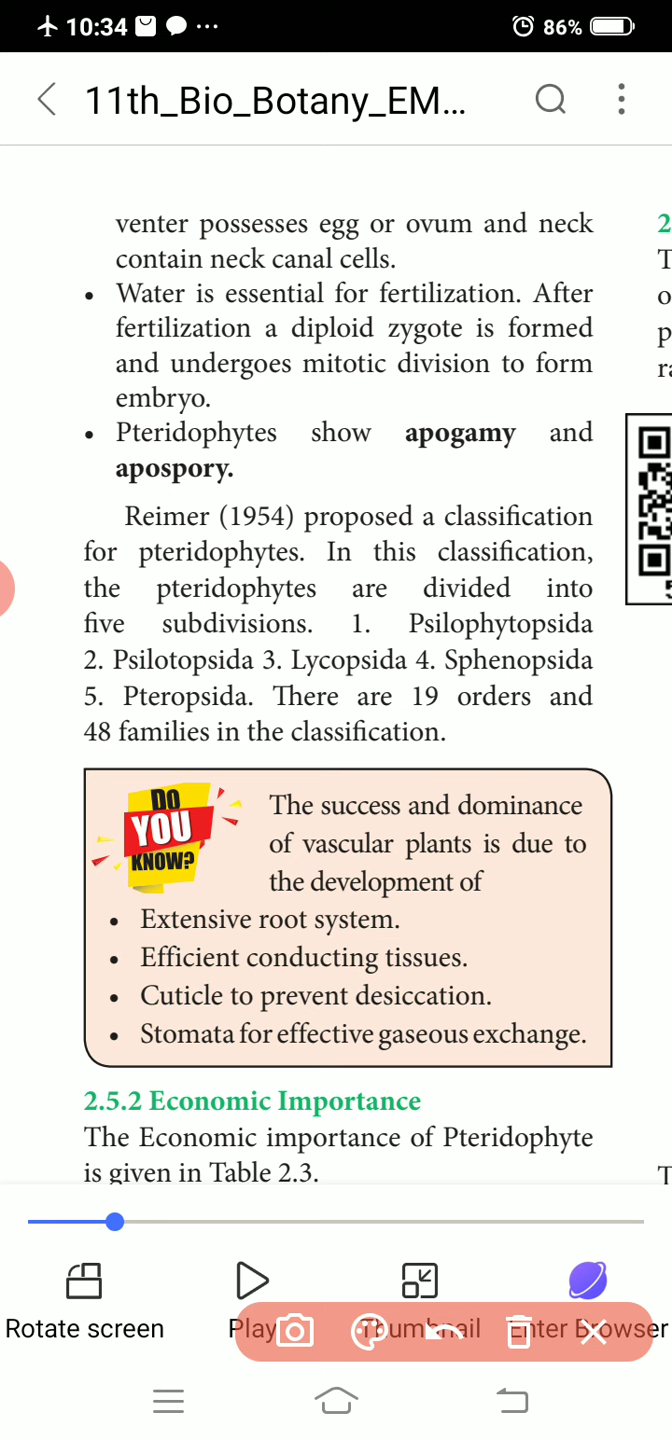 10:34
86%
11th_Bio_Botany_EM...
venter possesses egg or ovum and neck
contain neck canal cells.
• Water is essential for fertilization. After
fertilization a diploid zygote is formed
and undergoes mitotic division to form
embryo.
• Pteridophytes show apogamy and
apospory.
Reimer (1954) proposed a classification
for pteridophytes. In this classification,
the pteridophytes are divided into
five subdivisions. 1. Psilophytopsida
2. Psilotopsida 3. Lycopsida 4. Sphenopsida
5. Pteropsida. There are 19 orders and
48 families in the classification.
DO
YOU
KNOW?
The success and dominance
of vascular plants is due to
the development of
• Extensive root system.
• Efficient conducting tissues.
• Cuticle to prevent desiccation.
• Stomata for effective gaseous exchange.
2.5.2 Economic Importance
The Economic importance of Pteridophyte
is given in Table 2.3.
2
T
o
p
ra
T
Rotate screen
Play
Thumbnail
Enter Browser